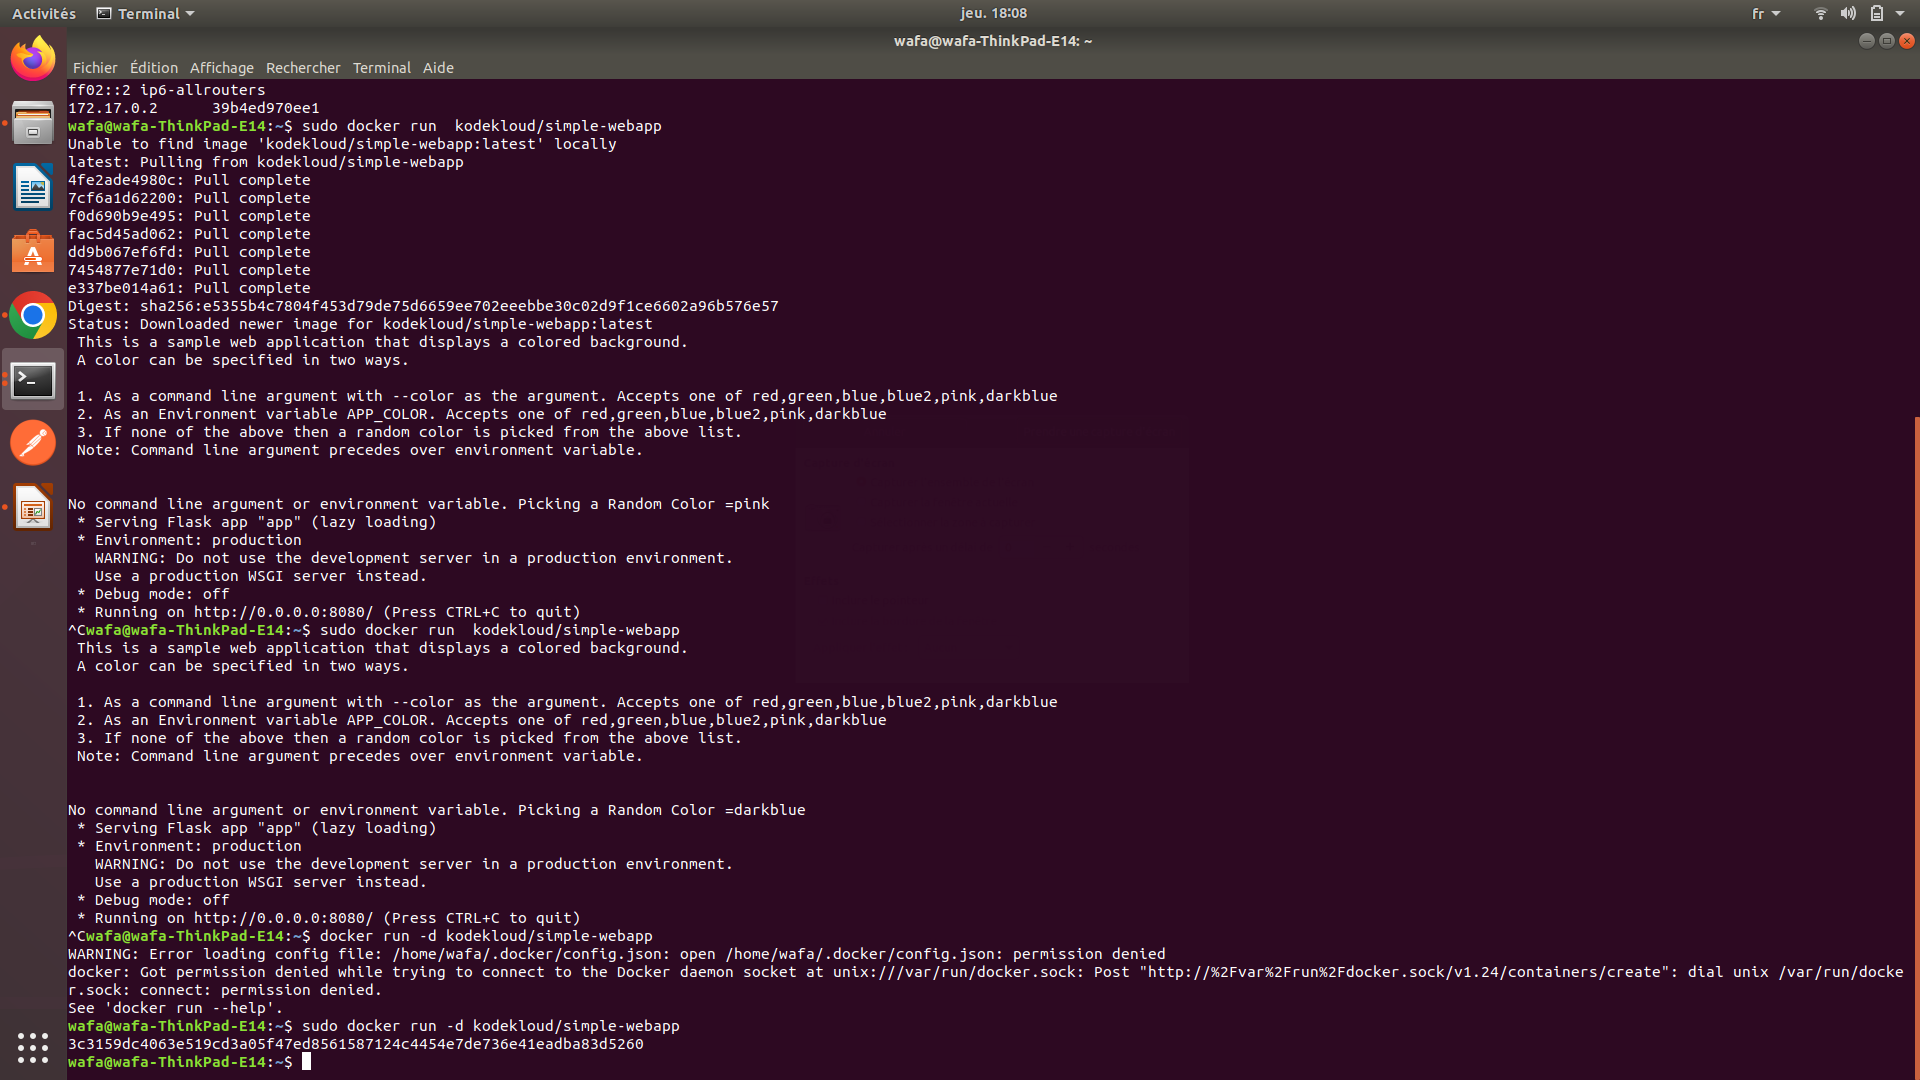 Activités
Terminal
jeu. 18:08
fr
wafa@wafa-ThinkPad-E14: ~
Fichier Édition Affichage Rechercher Terminal Aide
ff02::2 ip6-allrouters
172.17.0.2      39b4ed970ee1
wafa@wafa-ThinkPad-E14:~$ sudo docker run  kodekloud/simple-webapp
Unable to find image 'kodekloud/simple-webapp:latest' locally
latest: Pulling from kodekloud/simple-webapp
4fe2ade4980c: Pull complete
7cf6a1d62200: Pull complete
f0d690b9e495: Pull complete
fac5d45ad062: Pull complete
dd9b067ef6fd: Pull complete
7454877e71d0: Pull complete
e337be014a61: Pull complete
Digest: sha256:e5355b4c7804f453d79de75d6659ee702eeebbe30c02d9f1ce6602a96b576e57
Status: Downloaded newer image for kodekloud/simple-webapp:latest
 This is a sample web application that displays a colored background.
 A color can be specified in two ways.
 1. As a command line argument with --color as the argument. Accepts one of red,green,blue,blue2,pink,darkblue
 2. As an Environment variable APP_COLOR. Accepts one of red,green,blue,blue2,pink,darkblue
 3. If none of the above then a random color is picked from the above list.
 Note: Command line argument precedes over environment variable.
No command line argument or environment variable. Picking a Random Color =pink
 * Serving Flask app "app" (lazy loading)
 * Environment: production
   WARNING: Do not use the development server in a production environment.
   Use a production WSGI server instead.
 * Debug mode: off
 * Running on http://0.0.0.0:8080/ (Press CTRL+C to quit)
^Cwafa@wafa-ThinkPad-E14:~$ sudo docker run  kodekloud/simple-webapp
 This is a sample web application that displays a colored background.
 A color can be specified in two ways.
 1. As a command line argument with --color as the argument. Accepts one of red,green,blue,blue2,pink,darkblue
 2. As an Environment variable APP_COLOR. Accepts one of red,green,blue,blue2,pink,darkblue
 3. If none of the above then a random color is picked from the above list.
 Note: Command line argument precedes over environment variable.
No command line argument or environment variable. Picking a Random Color =darkblue
 * Serving Flask app "app" (lazy loading)
 * Environment: production
   WARNING: Do not use the development server in a production environment.
   Use a production WSGI server instead.
 * Debug mode: off
 * Running on http://0.0.0.0:8080/ (Press CTRL+C to quit)
^Cwafa@wafa-ThinkPad-E14:~$ docker run -d kodekloud/simple-webapp
WARNING: Error loading config file: /home/wafa/.docker/config.json: open /home/wafa/.docker/config.json: permission denied
docker: Got permission denied while trying to connect to the Docker daemon socket at unix:///var/run/docker.sock: Post "http://%2Fvar%2Frun%2Fdocker.sock/v1.24/containers/create": dial unix /var/run/docke
r.sock: connect: permission denied.
See 'docker run --help'.
wafa@wafa-ThinkPad-E14:~$ sudo docker run -d kodekloud/simple-webapp
3c3159dc4063e519cd3a05f47ed8561587124c4454e7de736e41eadba83d5260
wafa@wafa-ThinkPad-E14:~$